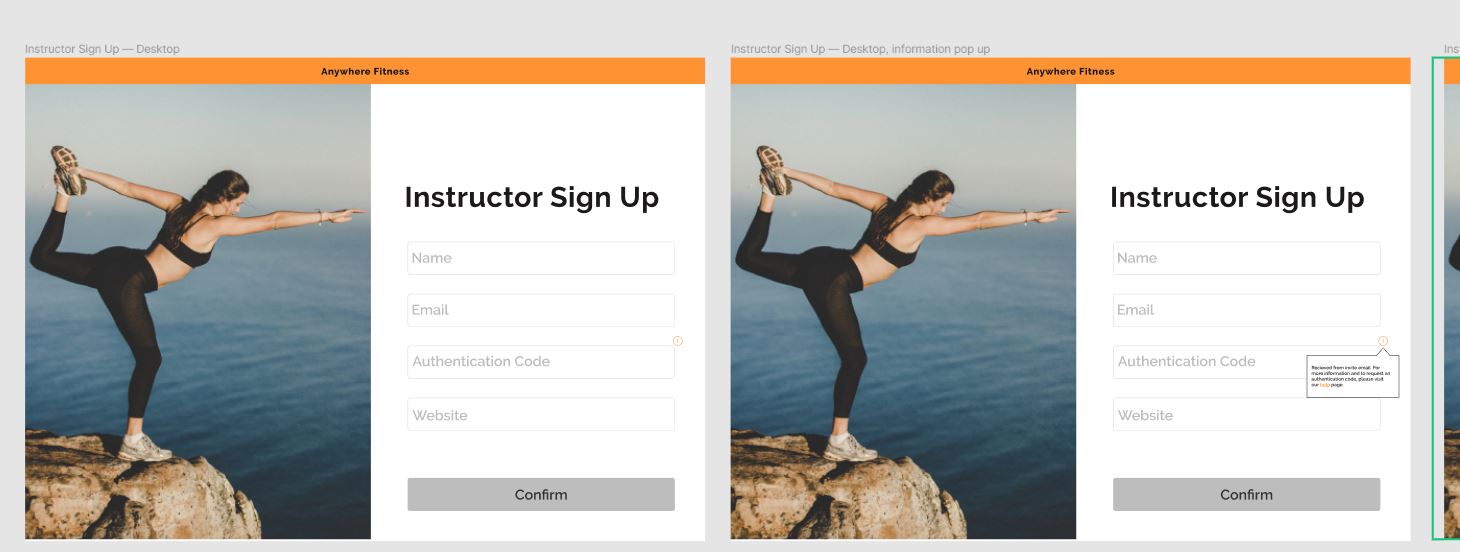 Instructor Sign Up — Desktop
Anywhere Fitness
Instructor Sign Up
Name
Email
Authentication Code
Website
Confirm
Instructor Sign Up — Desktop, information pop up
Anywhere Fitness
Instructor Sign Up
Name
Email
Authentication Code
Recieved from invite email. For
more information and to request an
authentication code, please visit
our help page
Website
Confirm
Ins